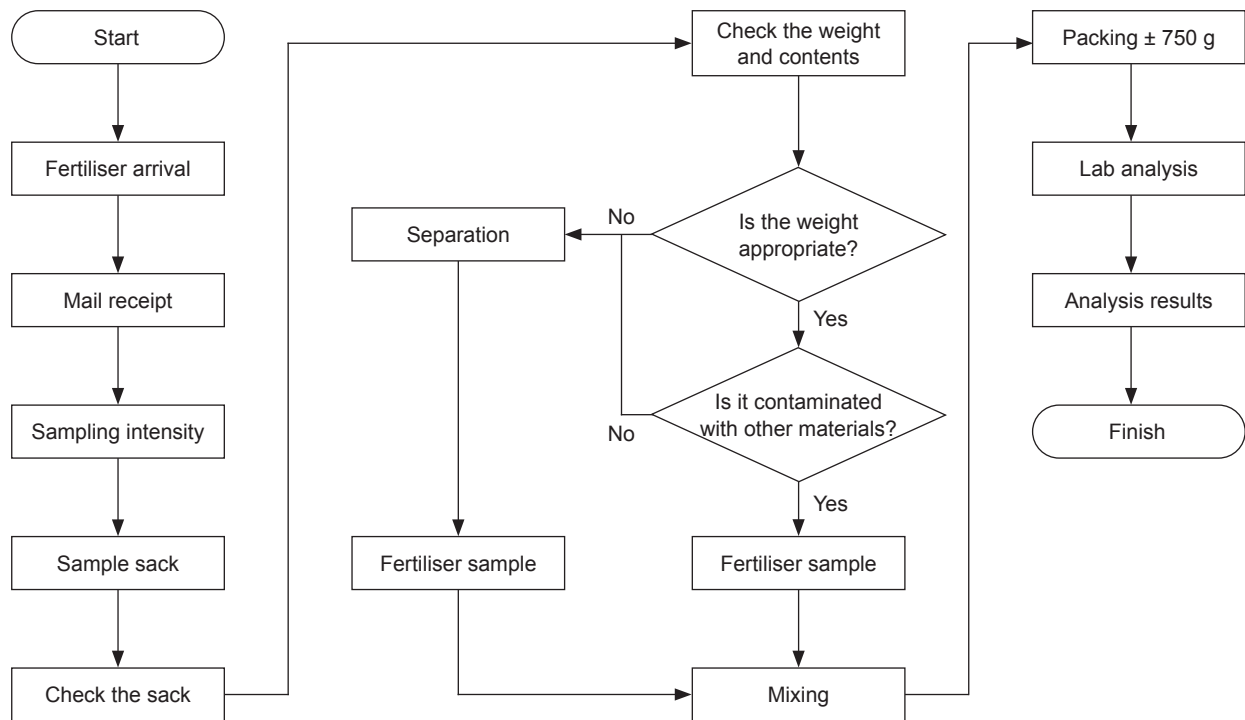 Start
Fertiliser arrival
Mail receipt
Sampling intensity
Sample sack
Check the sack
Check the weight
and contents
Is the weight
appropriate?
No
Separation
Yes
Is it contaminated
with other materials?
No
Yes
Fertiliser sample
Fertiliser sample
Mixing
Packing ± 750 g
Lab analysis
Analysis results
Finish